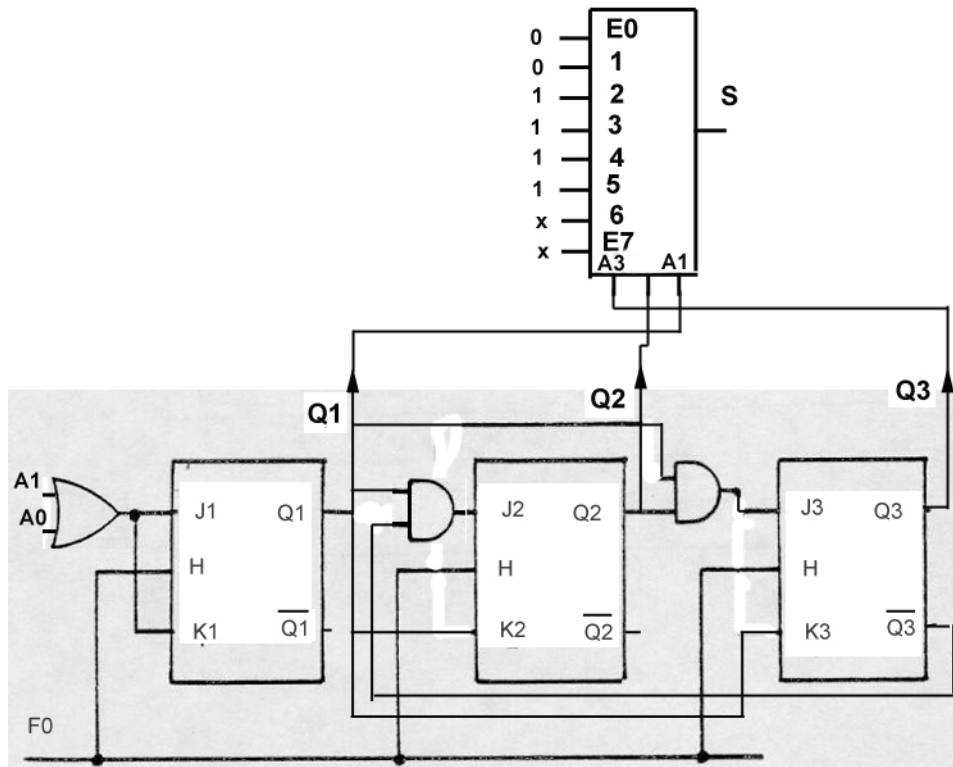 0 E0
0 1
1 2
1 3
1 4
1 5
x 6
x E7
S
A3 A1
Q1 Q2 Q3
A1
A0
J1 Q1 J2 Q2 J3 Q3
H H H
K1 Q1 K2 Q2 K3 Q3
F0